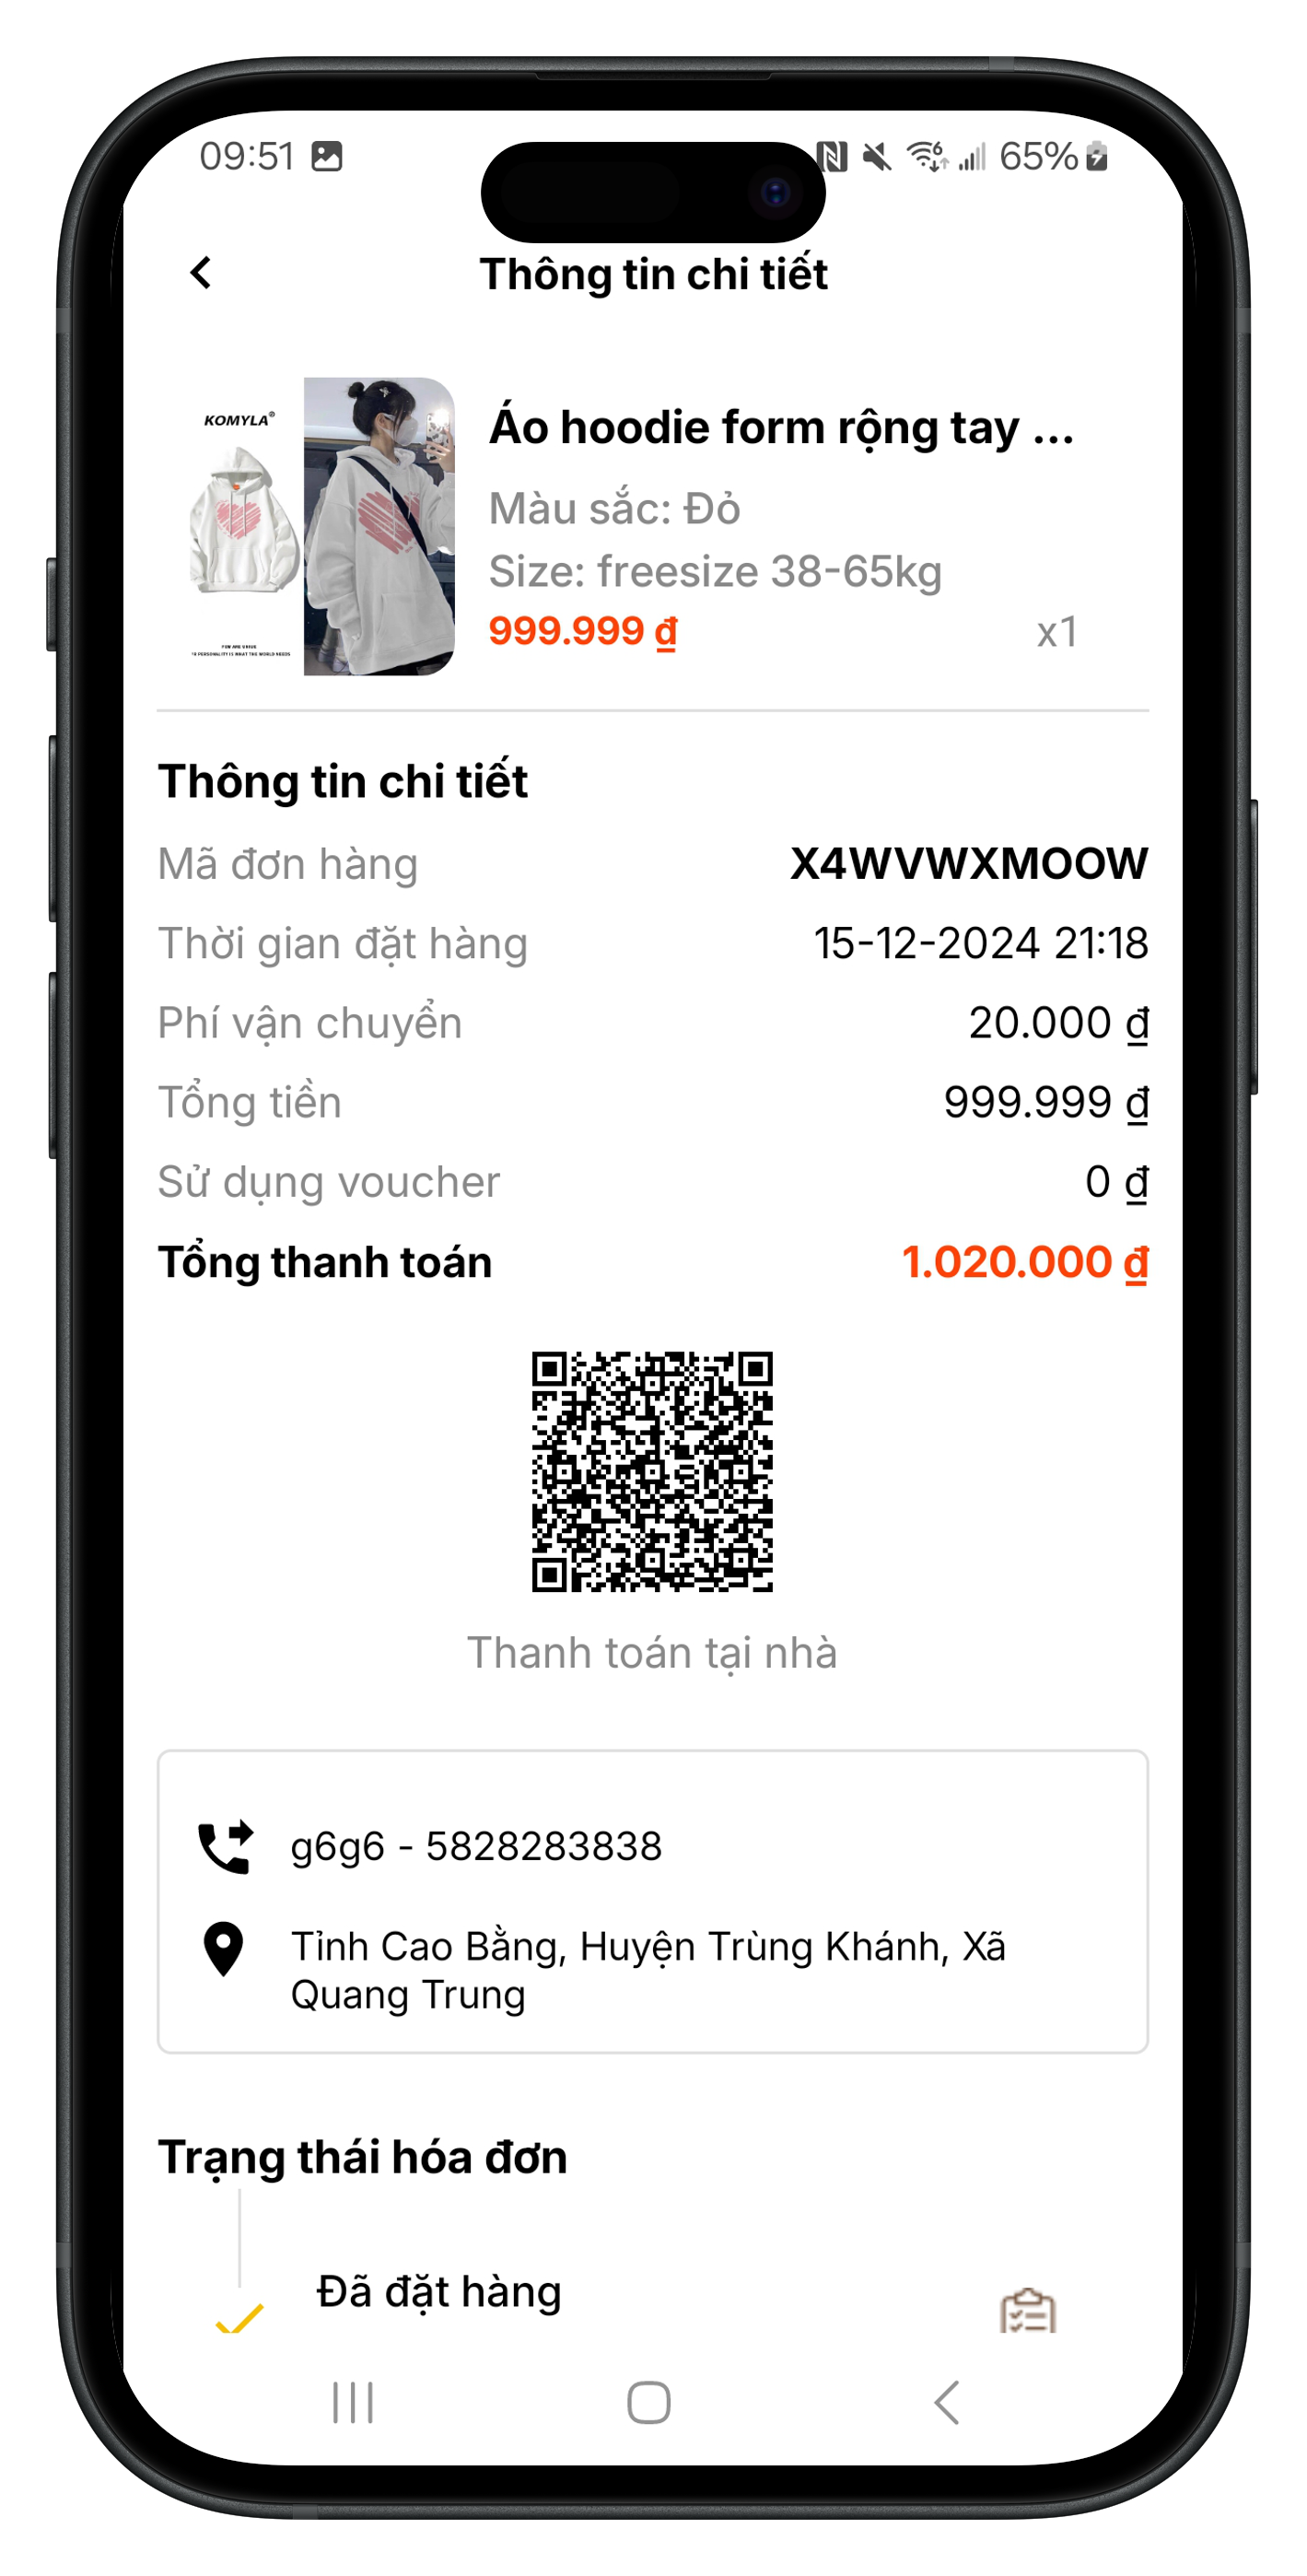 09:51
65%
Thông tin chi tiết
KOMYLA®
Áo hoodie form rộng tay ...
Màu sắc: Đỏ
Size: freesize 38-65kg
999.999 đ
x1
Thông tin chi tiết
Mã đơn hàng X4WVWXMOOW
Thời gian đặt hàng 15-12-2024 21:18
Phí vận chuyển 20.000 đ
Tổng tiền 999.999 đ
Sử dụng voucher 0 đ
Tổng thanh toán 1.020.000 đ
Thanh toán tại nhà
g6g6 - 5828283838
Tỉnh Cao Bằng, Huyện Trùng Khánh, Xã
Quang Trung
Trạng thái hóa đơn
Đã đặt hàng